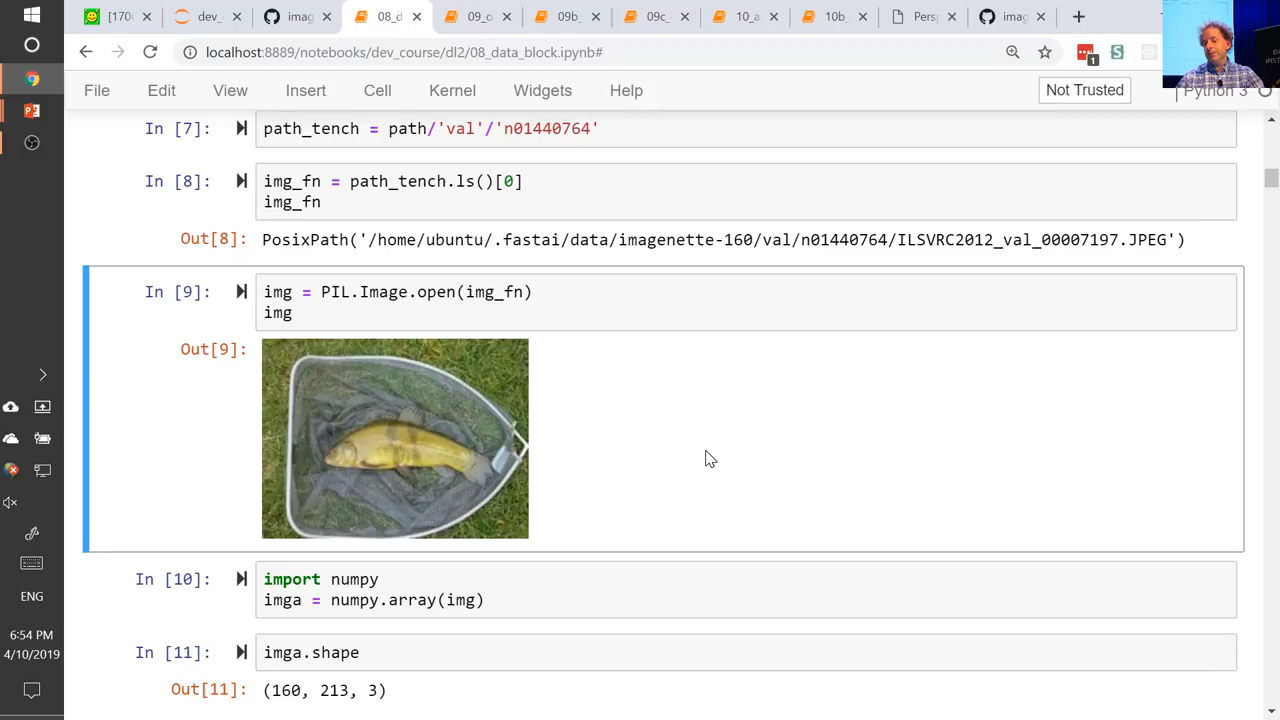 [170
dev_
imag
08_d
09_o
09b_
09c_
10_a
10b_
Persp
imag
localhost:8889/notebooks/dev_course/dl2/08_data_block.ipynb#
1
S
File Edit View Insert Cell Kernel Widgets Help
Not Trusted
Python 3
In [7]: path_tench = path/'val'/'n01440764'
In [8]: img_fn = path_tench.ls()[0]
img_fn
Out[8]: PosixPath('/home/ubuntu/.fastai/data/imagenette-160/val/n01440764/ILSVRC2012_val_00007197.JPEG')
In [9]: img = PIL.Image.open(img_fn)
img
Out[9]:
In [10]: import numpy
imga = numpy.array(img)
In [11]: imga.shape
Out[11]: (160, 213, 3)
ENG
6:54 PM
4/10/2019